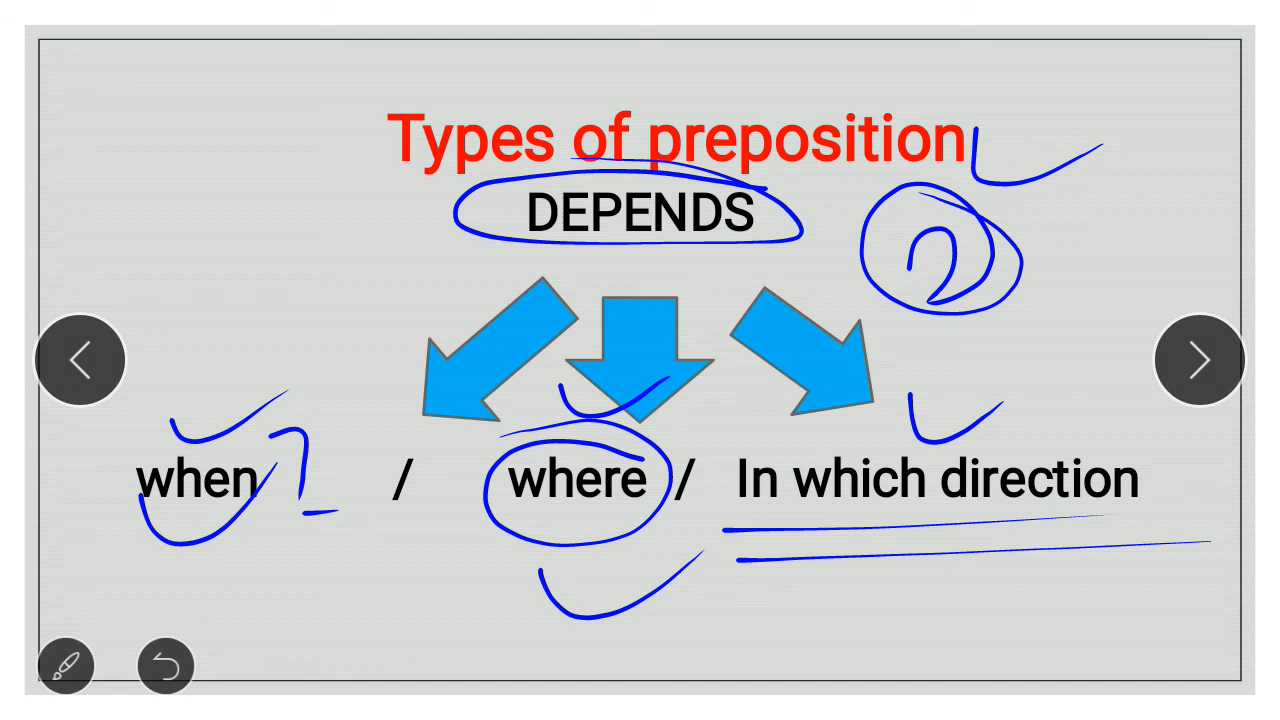 Types of preposition
DEPENDS
when ? / where / In which direction